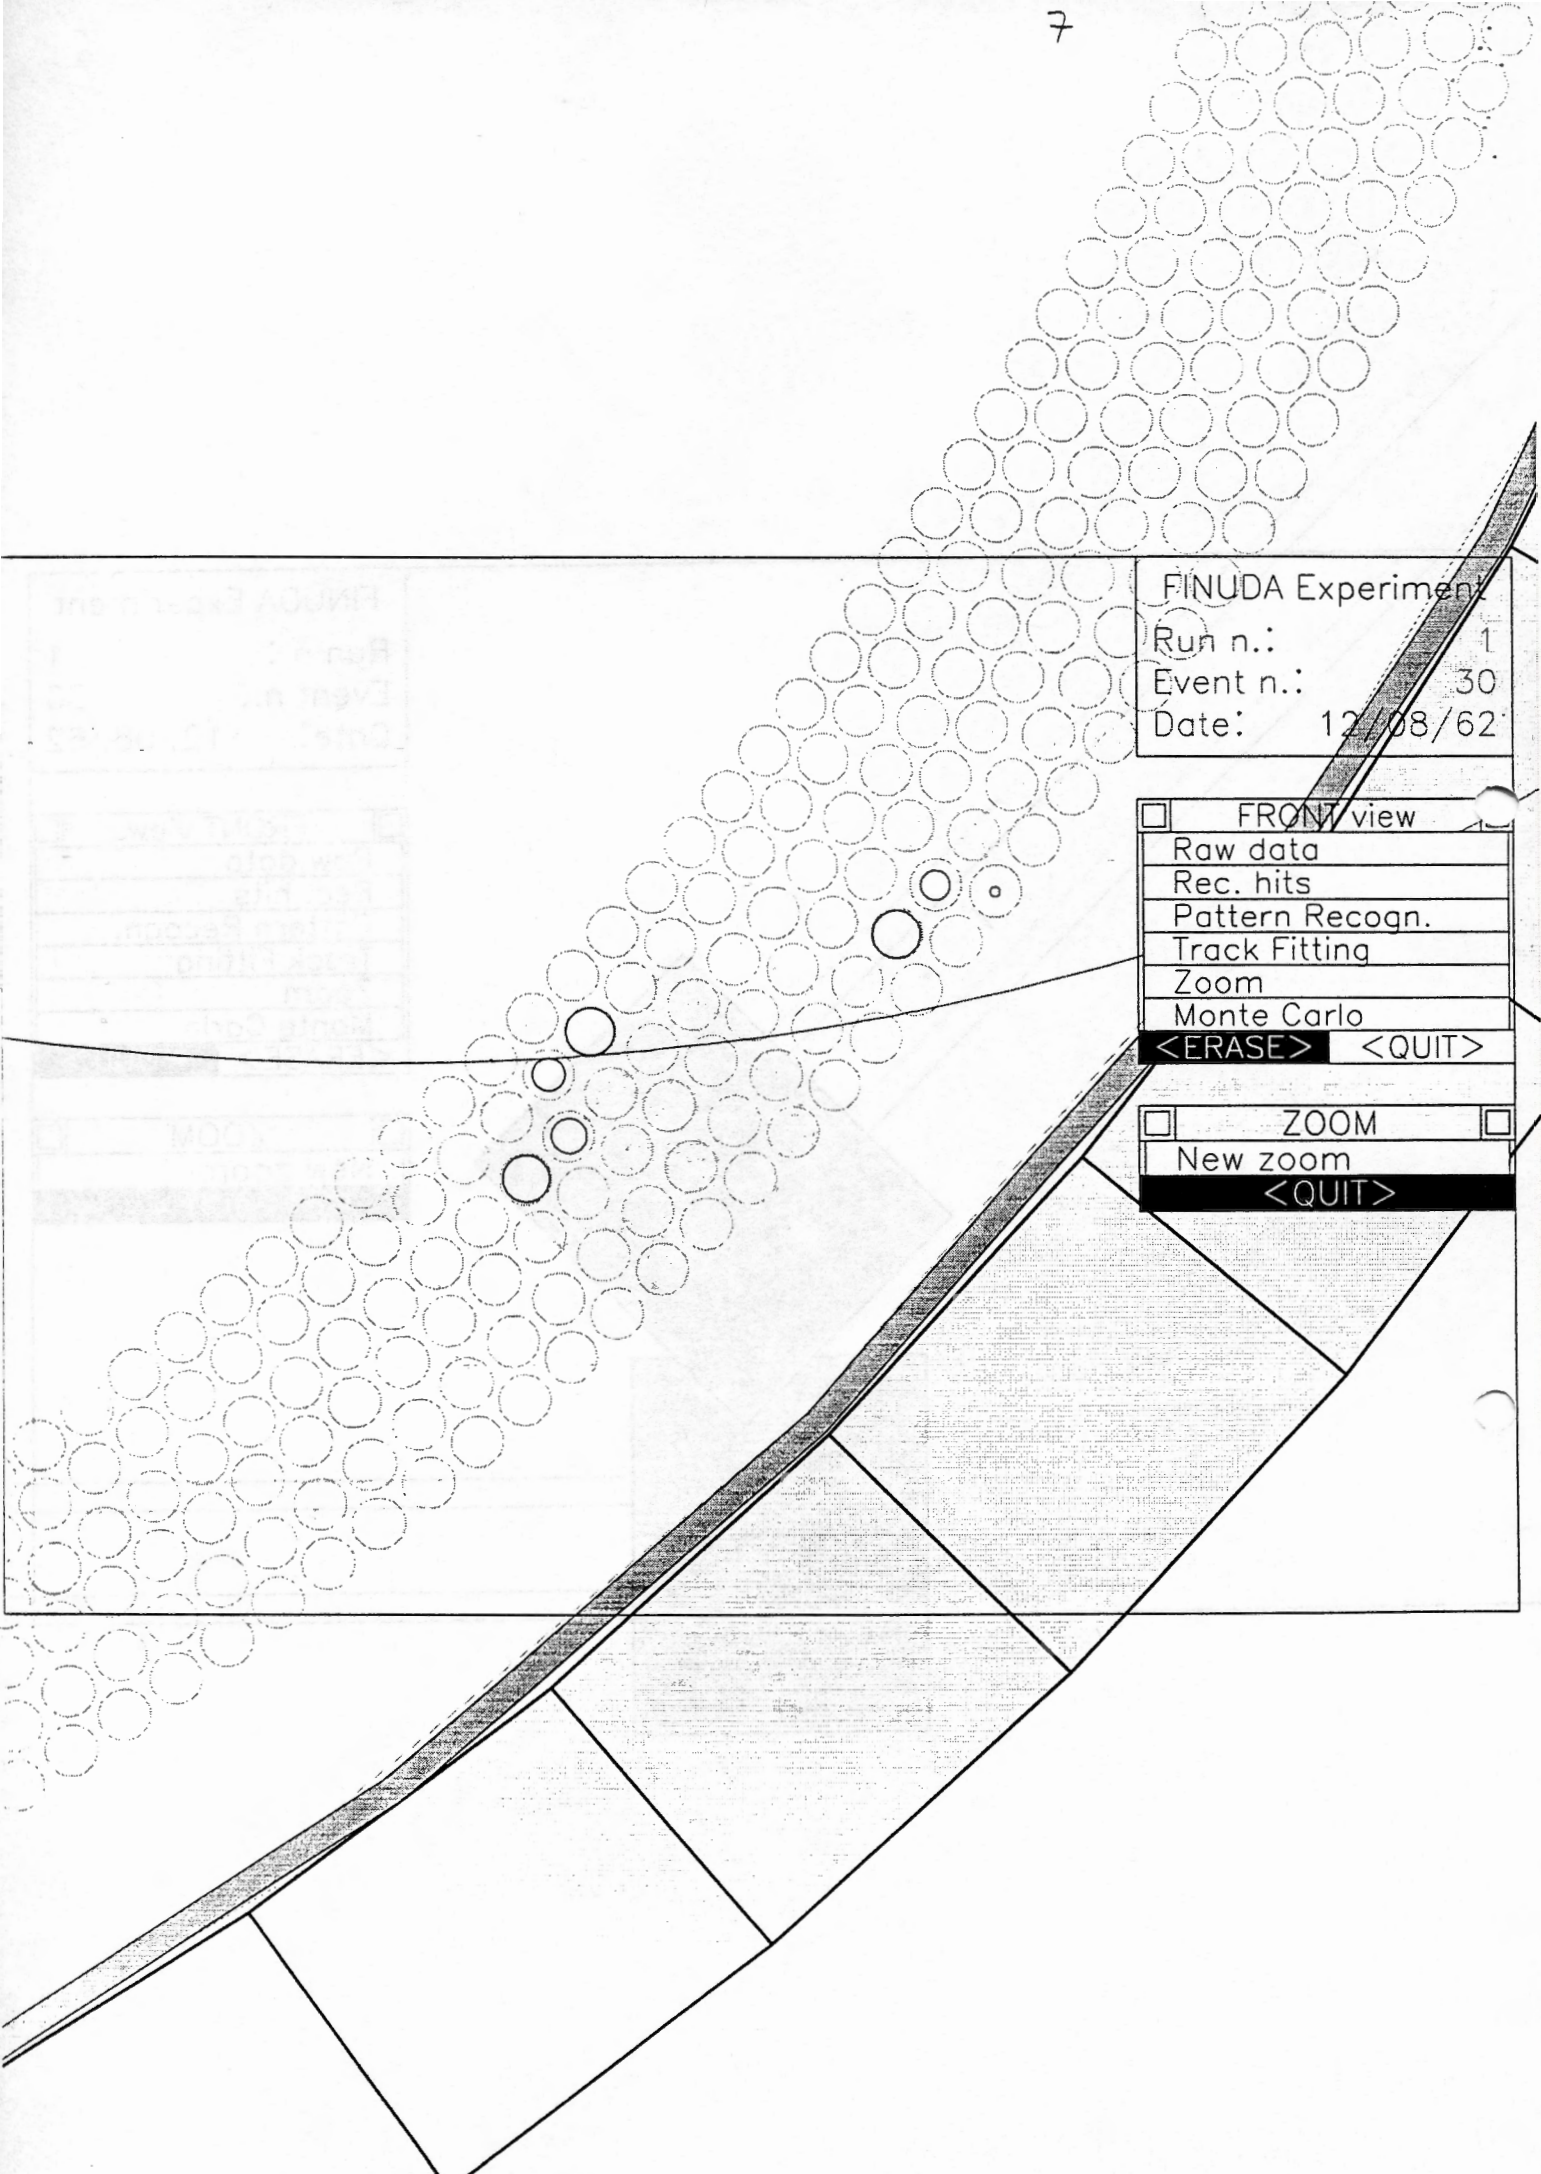 7
FINUDA Experiment
Run n.: 1
Event n.: 30
Date: 12/08/62
FRONT view
Raw data
Rec. hits
Pattern Recogn.
Track Fitting
Zoom
Monte Carlo
<ERASE> <QUIT>
ZOOM
New zoom
<QUIT>